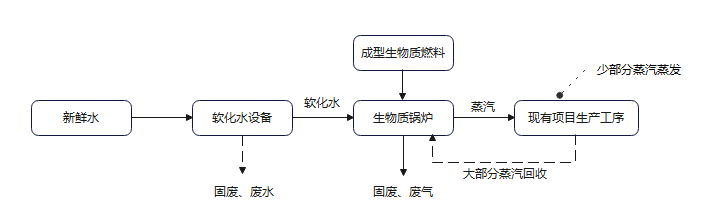 成型生物质燃料
少部分蒸汽蒸发
新鲜水
软化水设备
软化水
生物质锅炉
蒸汽
现有项目生产工序
大部分蒸汽回收
固废、废水
固废、废气